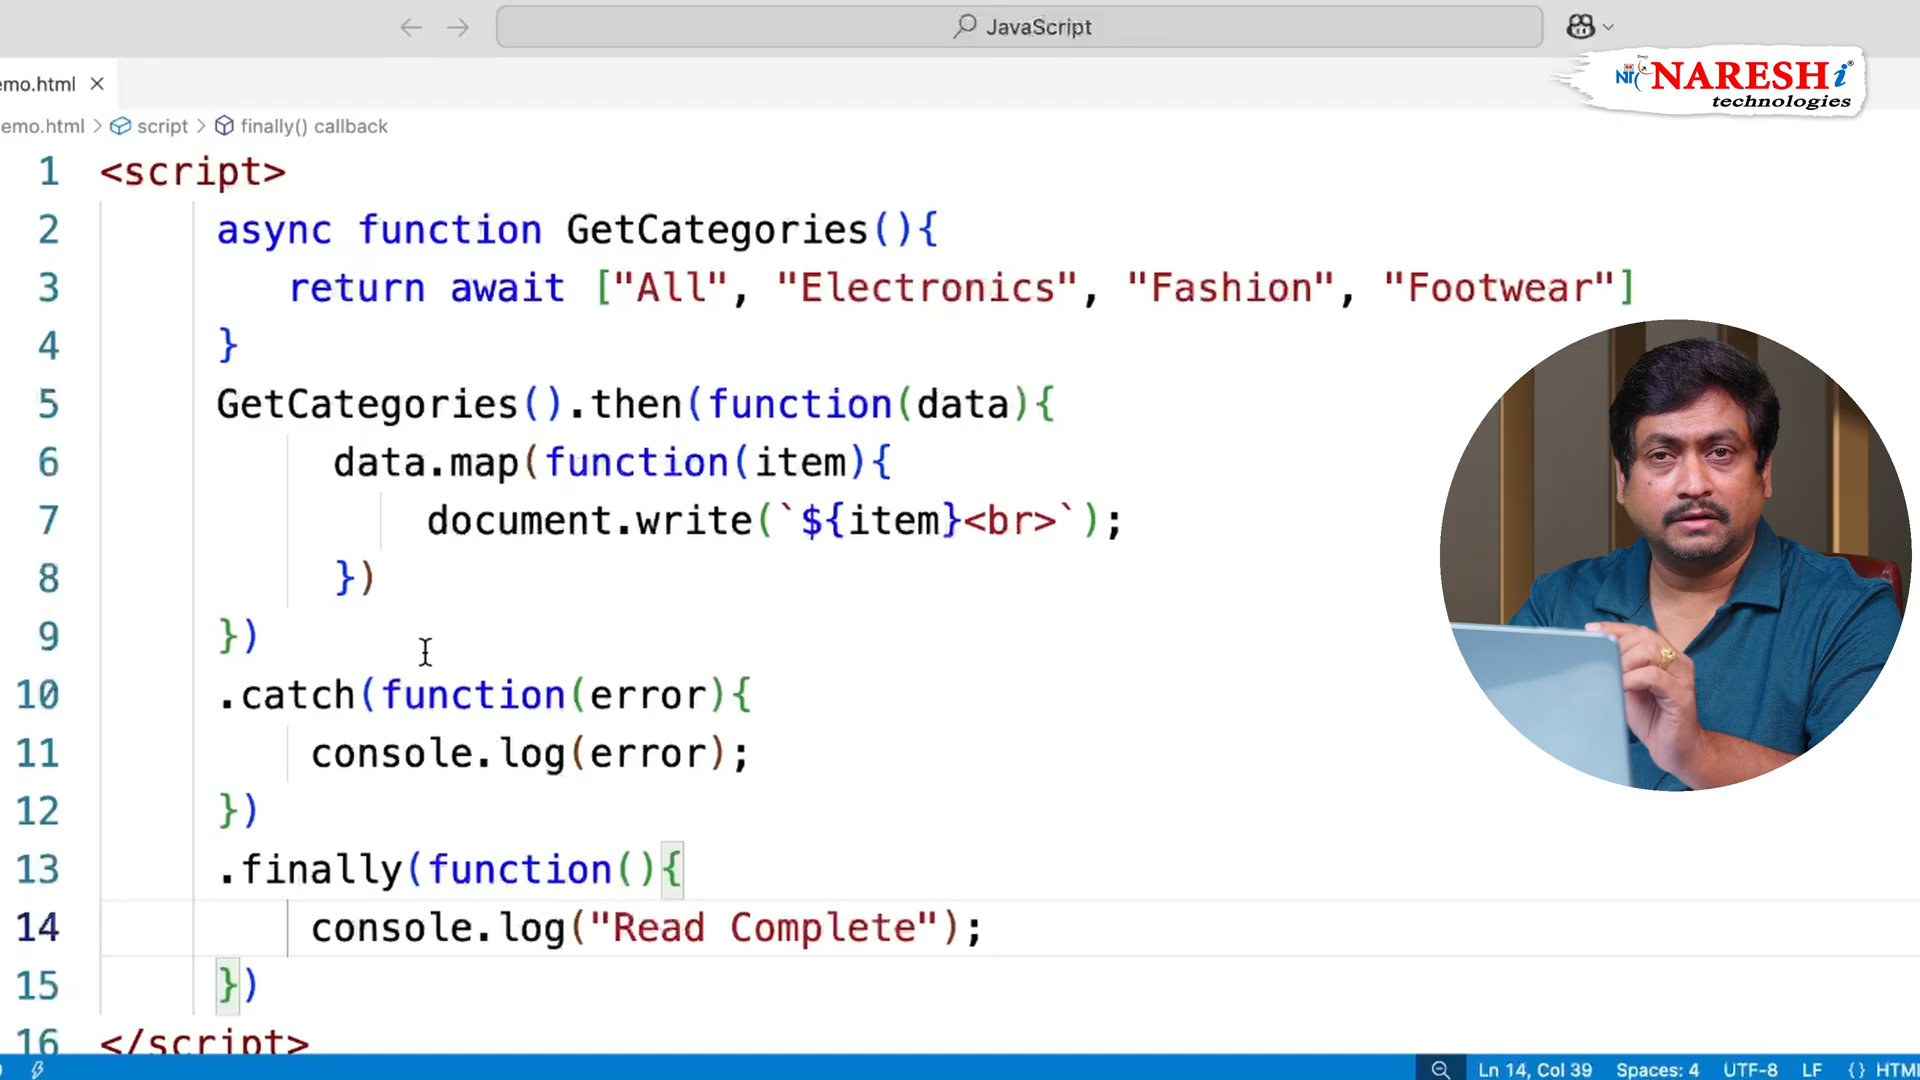 JavaScript
NARESH i
technologies
emo.html
emo.html > script > finally() callback
1 <script>
2 async function GetCategories(){
3 return await ["All", "Electronics", "Fashion", "Footwear"]
4 }
5 GetCategories().then(function(data){
6 data.map(function(item){
7 document.write(`${item}<br>`);
8 })
9 })
10 .catch(function(error){
11 console.log(error);
12 })
13 .finally(function(){
14 console.log("Read Complete");
15 })
16 </script>
Ln 14, Col 39 Spaces: 4 UTF-8 LF {} HTML